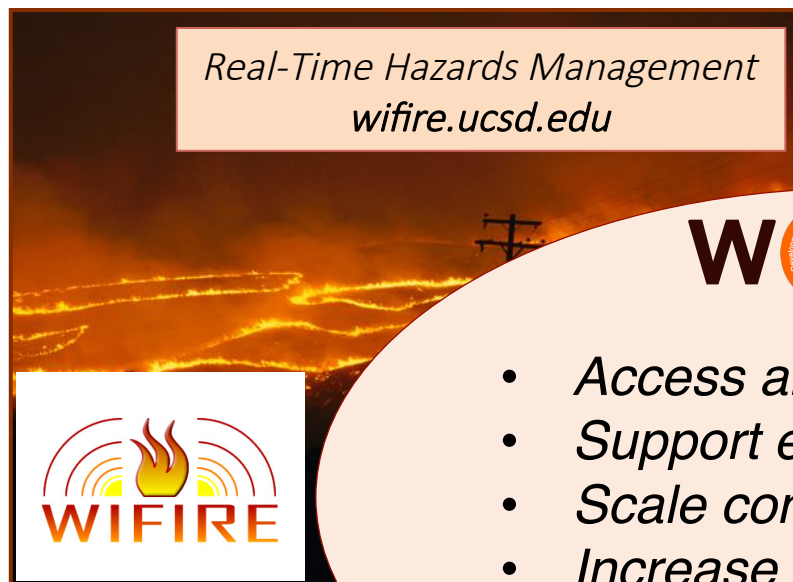 Real-Time Hazards Management
wifire.ucsd.edu
W
• Access a
• Support e
• Scale co
• Increase
WIFIRE